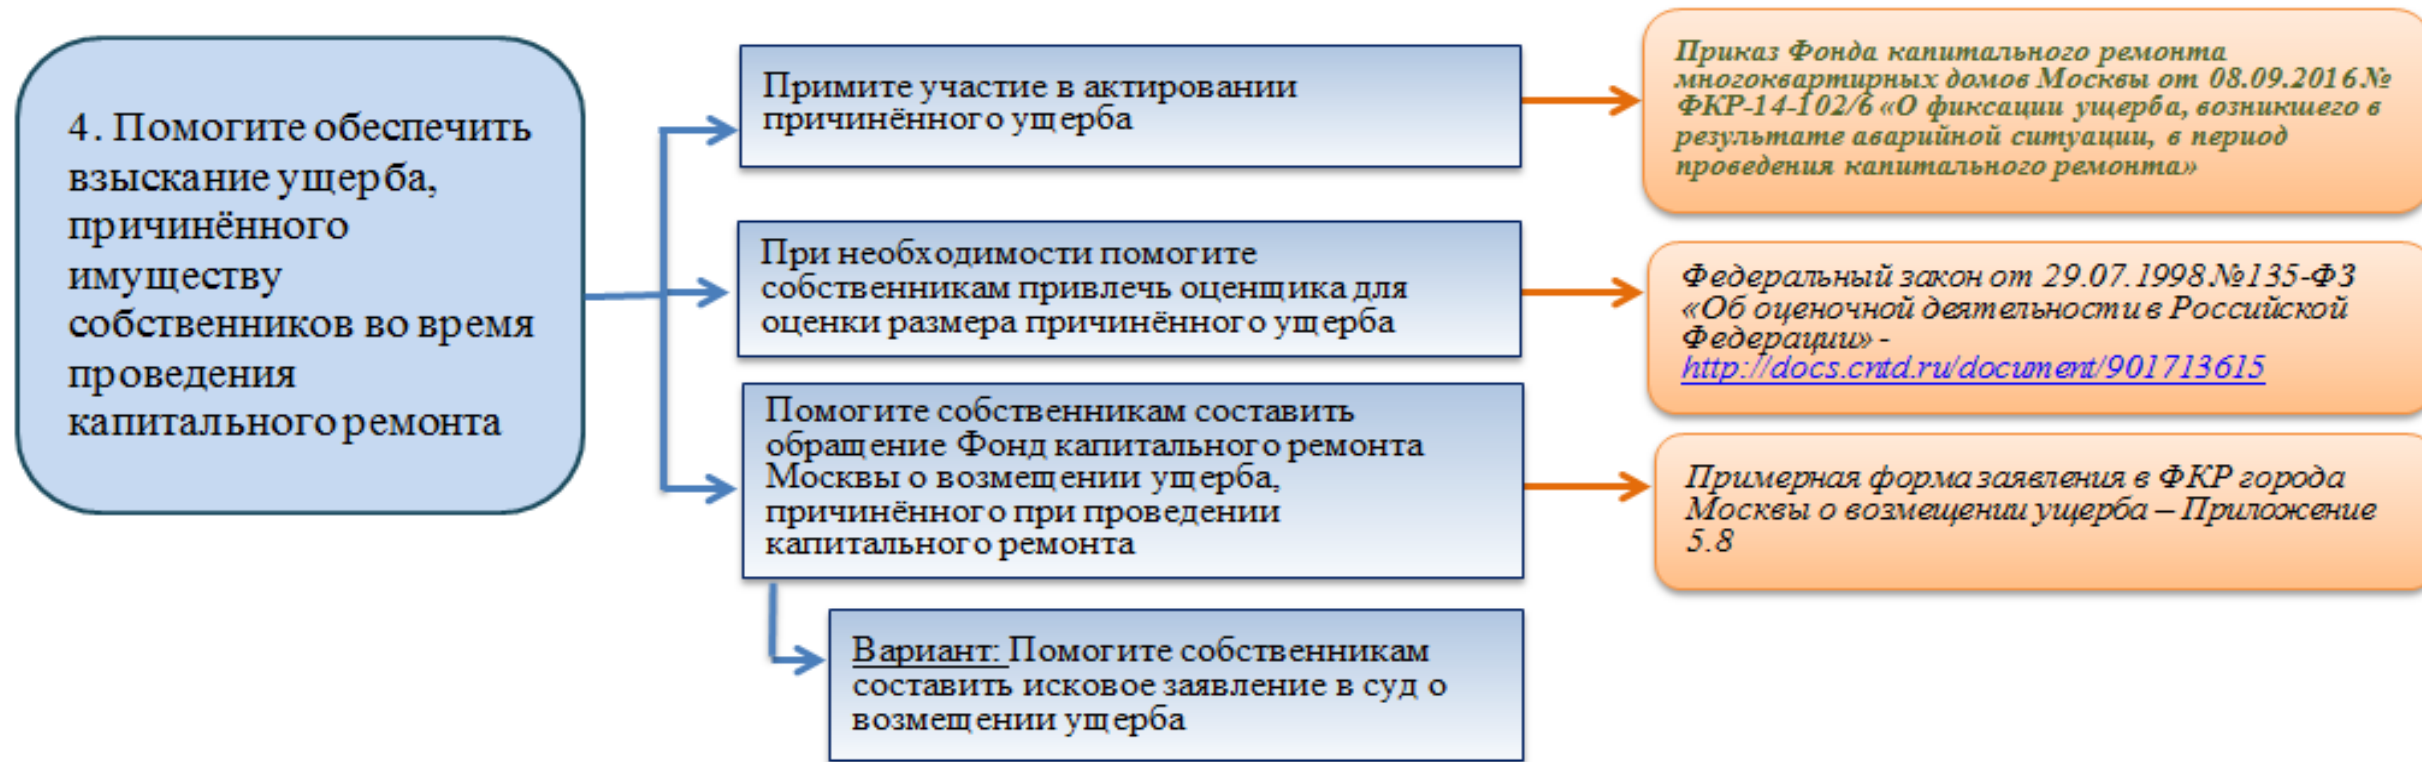 4. Помогите обеспечить
взыскание ущерба,
причинённого
имуществу
собственников во время
проведения
капитального ремонта
Примите участие в актировании
причинённого ущерба
Приказ Фонда капитального ремонта
многоквартирных домов Москвы от 08.09.2016 №
ФКР-14-102/6 «О фиксации ущерба, возникшего в
результате аварийной ситуации, в период
проведения капитального ремонта»
При необходимости помогите
собственникам привлечь оценщика для
оценки размера причинённого ущерба
Федеральный закон от 29.07.1998 №135-ФЗ
«Об оценочной деятельности в Российской
Федерации» -
http://docs.cntd.ru/document/901713615
Помогите собственникам составить
обращение Фонд капитального ремонта
Москвы о возмещении ущерба,
причинённого при проведении
капитального ремонта
Примерная форма заявления в ФКР города
Москвы о возмещении ущерба – Приложение
5.8
Вариант: Помогите собственникам
составить исковое заявление в суд о
возмещении ущерба